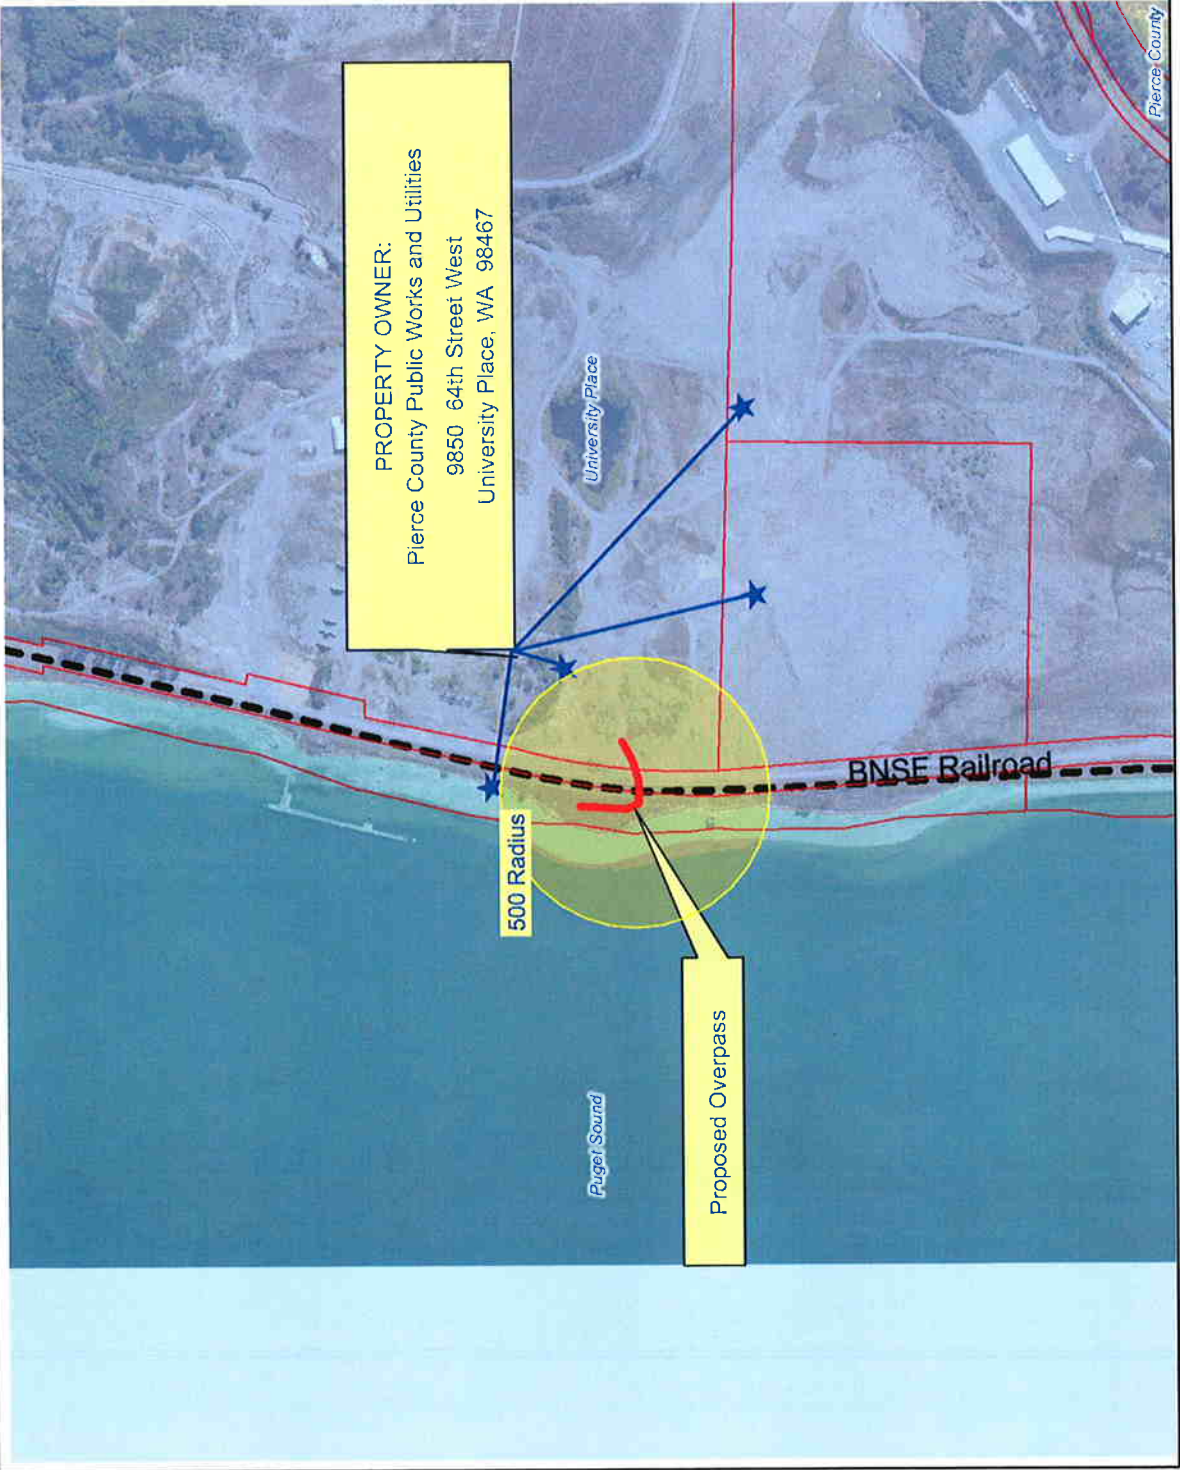 PROPERTY OWNER:
Pierce County Public Works and Utilities
9850 64th Street West
University Place, WA 98467
University Place
Pierce County
500 Radius
BNSF Railroad
Puget Sound
Proposed Overpass